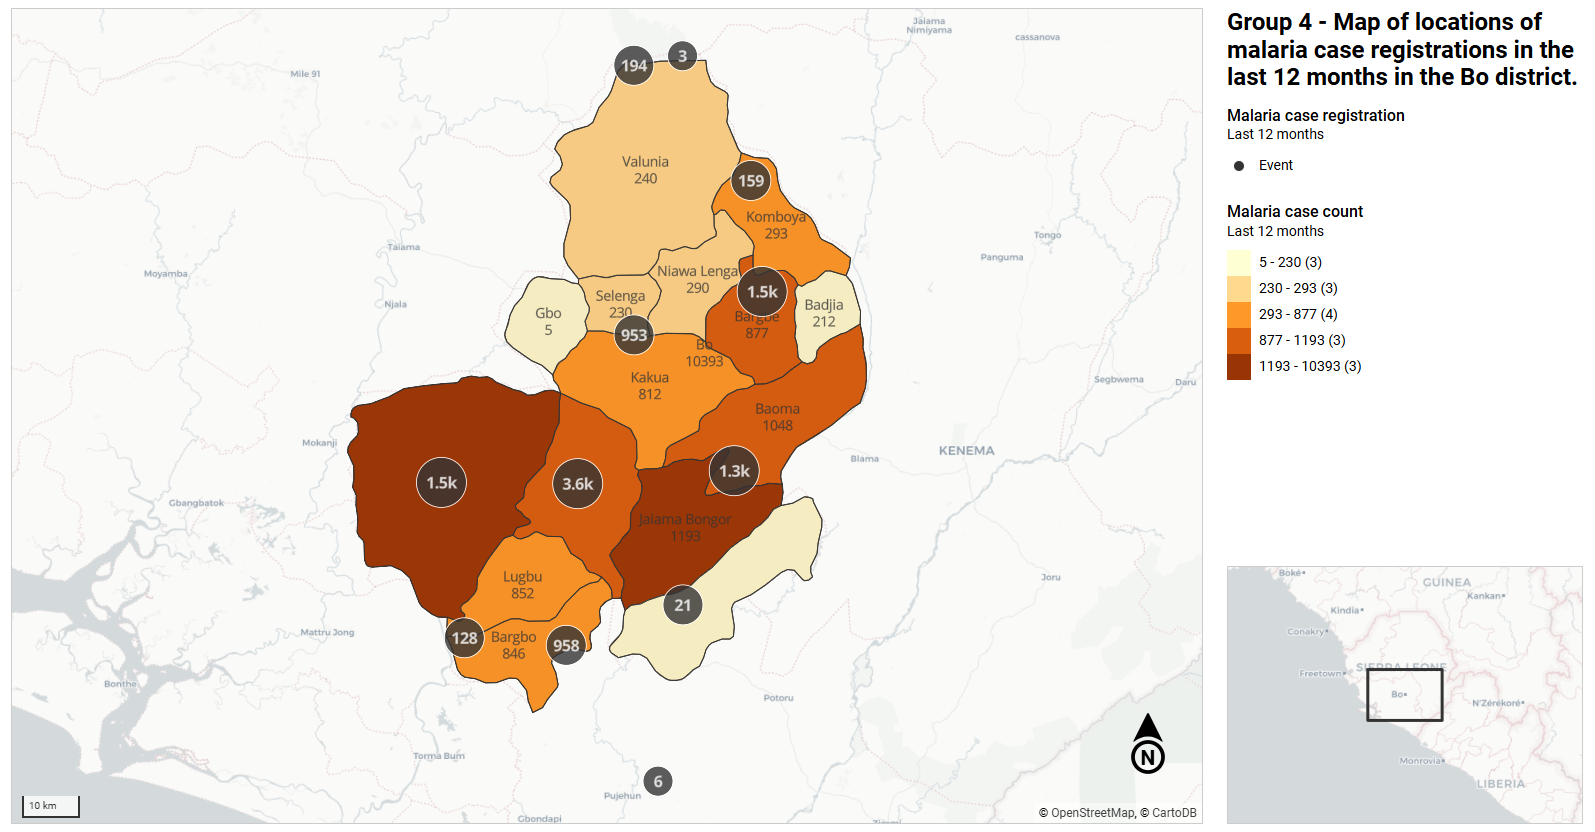 Group 4 - Map of locations of
malaria case registrations in the
last 12 months in the Bo district.
Malaria case registration
Last 12 months
Event
Malaria case count
Last 12 months
5 - 230 (3)
230 - 293 (3)
293 - 877 (4)
877 - 1193 (3)
1193 - 10393 (3)
Jaiama
Nimiyama
cassanova
Mile 91
194
3
Valunia
240
159
Komboya
293
Taiama
Tongo
Panguma
Moyamba
Niawa Lenga
290
1.5k
Bargbe
877
Selenga
230
Badjia
212
Njala
Gbo
5
953
Bo
10393
Kakua
812
Segbwema
Daru
Baoma
1048
Mokanji
KENEMA
Blama
1.5k
3.6k
1.3k
Gbangbatok
Jaiama Bongor
1193
Lugbu
852
Joru
21
Mattru Jong
128
Bargbo
846
958
Bonthe
Potoru
Torma Bum
N
6
Pujehun
Gbondapi
10 km
© OpenStreetMap, © CartoDB
Boké
GUINEA
Kankan
Kindia
Conakry
SIERRA LEONE
Freetown
Bo
N'Zérékoré
Monrovia
LIBERIA